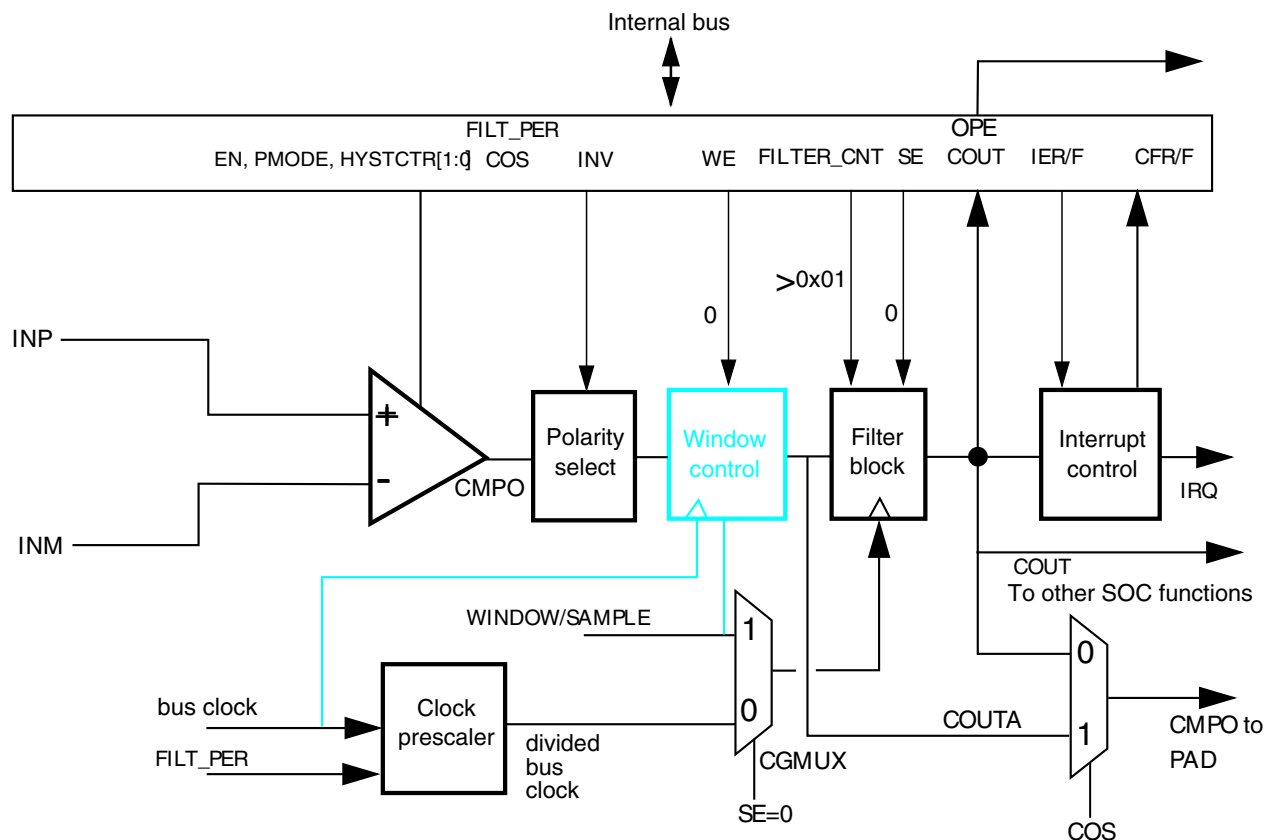 Internal bus
FILT_PER
OPE
EN, PMODE, HYSTCTR[1:0] COS INV WE FILTER_CNT SE COUT IER/F CFR/F
>0x01
0
0
INP
+
-
INM
CMPO
Polarity
select
Window
control
Filter
block
Interrupt
control
IRQ
COUT
To other SOC functions
WINDOW/SAMPLE
1
0
bus clock
FILT_PER
Clock
prescaler
divided
bus
clock
CGMUX
SE=0
COUTA
0
1
CMPO to
PAD
COS